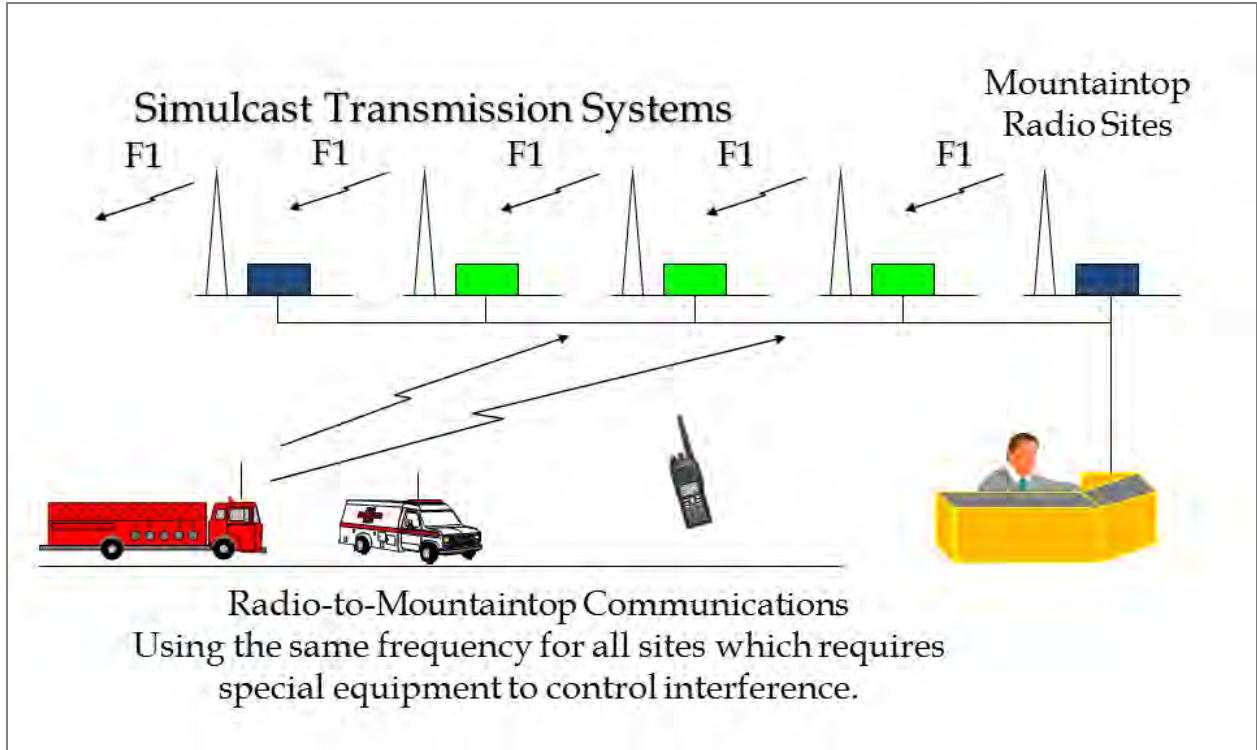 Mountaintop
Radio Sites
Simulcast Transmission Systems
F1 F1 F1 F1 F1
Radio-to-Mountaintop Communications
Using the same frequency for all sites which requires
special equipment to control interference.